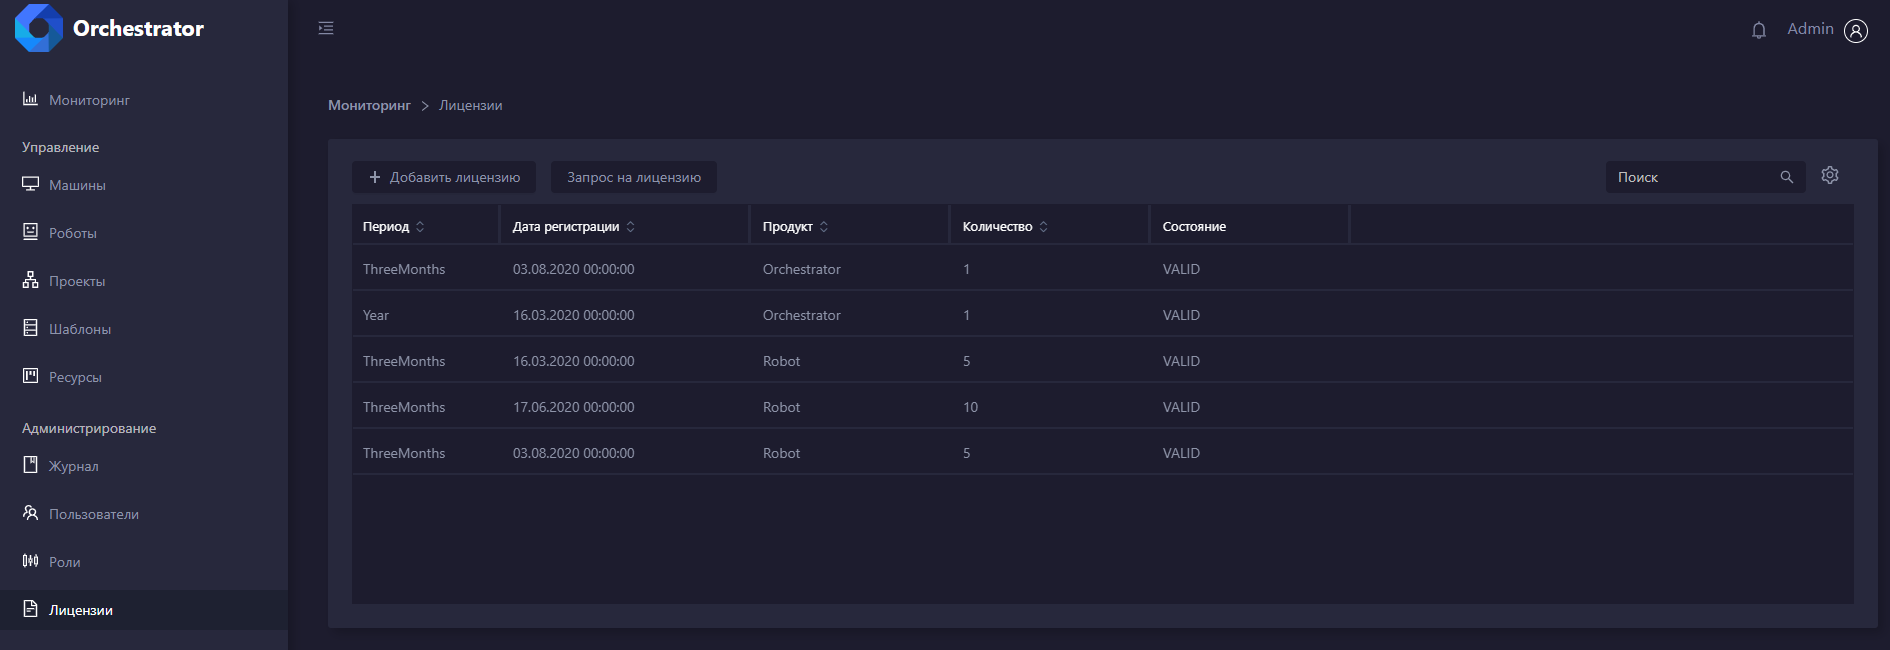 Orchestrator
Admin
Мониторинг
Управление
Машины
Роботы
Проекты
Шаблоны
Ресурсы
Администрирование
Журнал
Пользователи
Роли
Лицензии
Мониторинг > Лицензии
+ Добавить лицензию Запрос на лицензию Поиск
Период Дата регистрации Продукт Количество Состояние
ThreeMonths 03.08.2020 00:00:00 Orchestrator 1 VALID
Year 16.03.2020 00:00:00 Orchestrator 1 VALID
ThreeMonths 16.03.2020 00:00:00 Robot 5 VALID
ThreeMonths 17.06.2020 00:00:00 Robot 10 VALID
ThreeMonths 03.08.2020 00:00:00 Robot 5 VALID